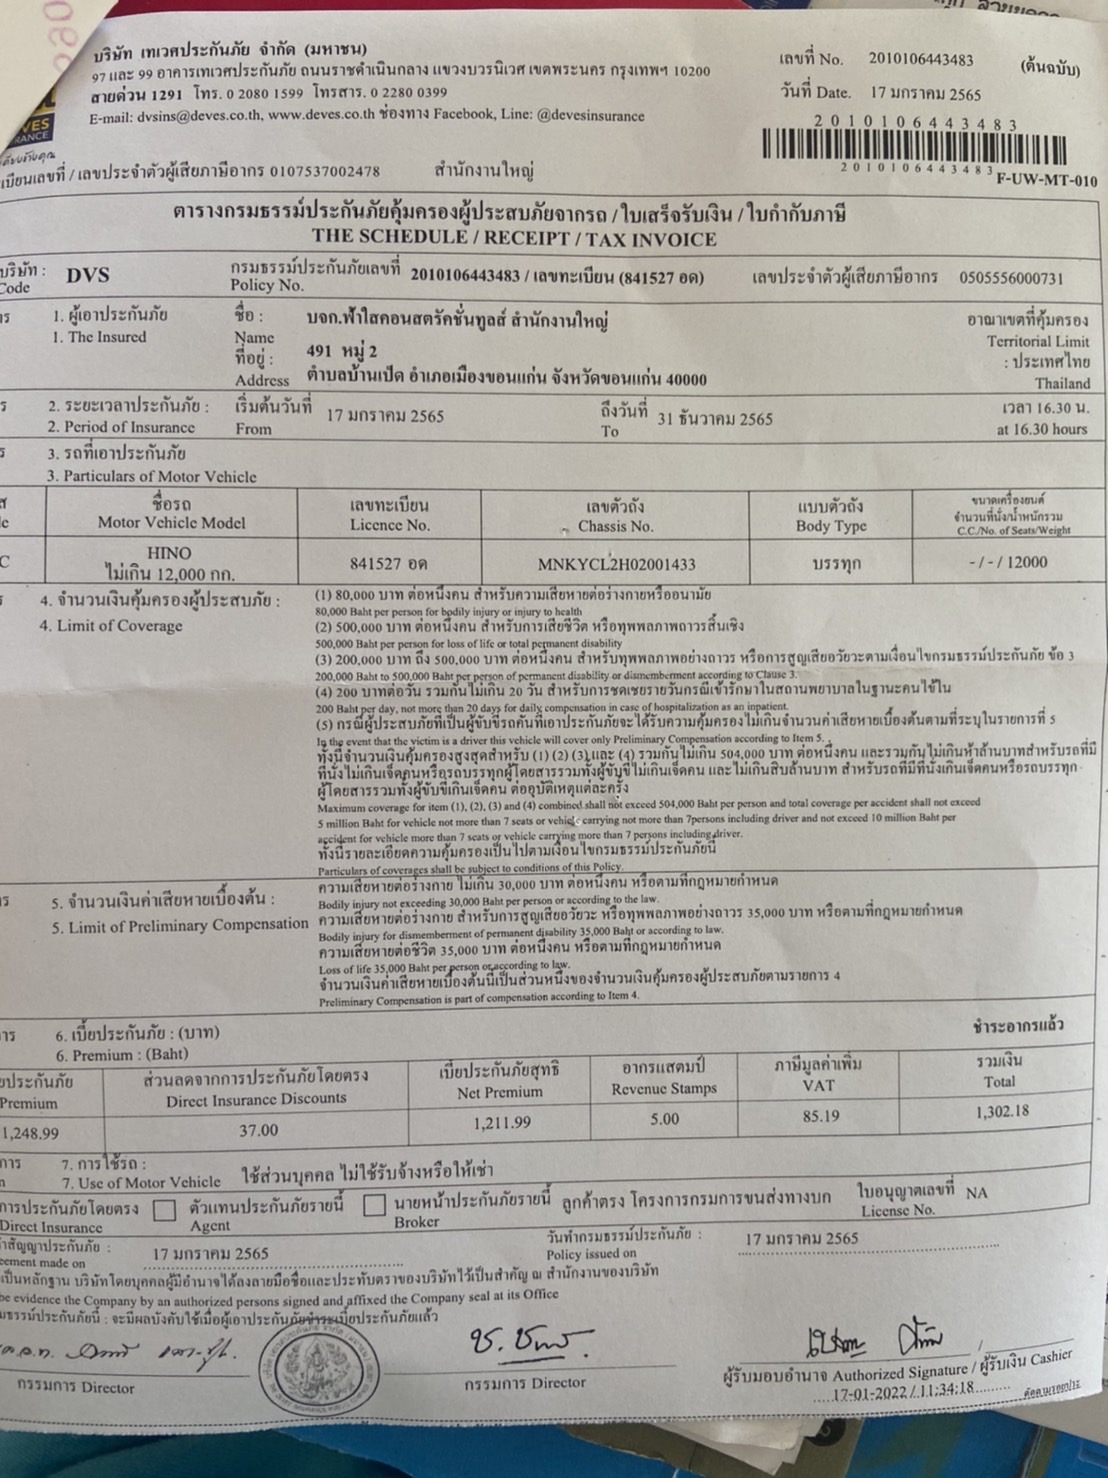 บริษัท เทเวศประกันภัย จำกัด (มหาชน)
97 และ 99 อาคารเทเวศประกันภัย ถนนราชดำเนินกลาง แขวงบวรนิเวศ เขตพระนคร กรุงเทพฯ 10200
สายด่วน 1291 โทร. 0 2080 1599 โทรสาร. 0 2280 0399
E-mail: dvsins@deves.co.th, www.deves.co.th ช่องทาง Facebook, Line: @devesinsurance
เลขที่ No. 2010106443483 (ต้นฉบับ)
วันที่ Date. 17 มกราคม 2565
2010106443483
2010106443483
F-UW-MT-010
เบียนเลขที่ / เลขประจำตัวผู้เสียภาษีอากร 0107537002478 สำนักงานใหญ่
ตารางกรมธรรม์ประกันภัยคุ้มครองผู้ประสบภัยจากรถ / ใบเสร็จรับเงิน / ใบกำกับภาษี
THE SCHEDULE / RECEIPT / TAX INVOICE
บริษัท : DVS กรมธรรม์ประกันภัยเลขที่ 2010106443483 / เลขทะเบียน (841527 อด) เลขประจำตัวผู้เสียภาษีอากร 0505556000731
Code Policy No.
1. ผู้เอาประกันภัย ชื่อ : บจก.ฟ้าใสคอนสตรัคชั่นทูลส์ สำนักงานใหญ่ อาณาเขตที่คุ้มครอง
1. The Insured Name Territorial Limit
ที่อยู่ : 491 หมู่ 2 : ประเทศไทย
Address ตำบลบ้านเป็ด อำเภอเมืองขอนแก่น จังหวัดขอนแก่น 40000 Thailand
2. ระยะเวลาประกันภัย : เริ่มต้นวันที่ 17 มกราคม 2565 ถึงวันที่ 31 ธันวาคม 2565 เวลา 16.30 น.
2. Period of Insurance From To at 16.30 hours
3. รถที่เอาประกันภัย
3. Particulars of Motor Vehicle
ชื่อรถ เลขทะเบียน เลขตัวถัง แบบตัวถัง ขนาดเครื่องยนต์
จำนวนที่นั่ง/น้ำหนักรวม
Motor Vehicle Model Licence No. Chassis No. Body Type C.C./No. of Seats/Weight
HINO
ไม่เกิน 12,000 กก. 841527 อด MNKYCL2H02001433 บรรทุก - / - / 12000
4. จำนวนเงินคุ้มครองผู้ประสบภัย : (1) 80,000 บาท ต่อหนึ่งคน สำหรับความเสียหายต่อร่างกายหรืออนามัย
80,000 Baht per person for bodily injury or injury to health
4. Limit of Coverage (2) 500,000 บาท ต่อหนึ่งคน สำหรับการเสียชีวิต หรือทุพพลภาพถาวรสิ้นเชิง
500,000 Baht per person for loss of life or total permanent disability
(3) 200,000 บาท ถึง 500,000 บาท ต่อหนึ่งคน สำหรับทุพพลภาพอย่างถาวร หรือการสูญเสียอวัยวะตามเงื่อนไขกรมธรรม์ประกันภัย ข้อ 3
200,000 Baht to 500,000 Baht per person of permanent disability or dismemberment according to Clause 3.
(4) 200 บาทต่อวัน รวมกันไม่เกิน 20 วัน สำหรับการชดเชยรายวันกรณีเข้ารักษาในสถานพยาบาลในฐานะคนไข้ใน
200 Baht per day, not more than 20 days for daily compensation in case of hospitalization as an inpatient.
(5) กรณีผู้ประสบภัยที่เป็นผู้ขับขี่รถคันที่เอาประกันภัยจะได้รับความคุ้มครองไม่เกินจำนวนค่าเสียหายเบื้องต้นตามที่ระบุในรายการที่ 5
In the event that the victim is a driver this vehicle will cover only Preliminary Compensation according to Item 5.
ทั้งนี้จำนวนเงินคุ้มครองสูงสุดสำหรับ (1) (2) (3) และ (4) รวมกันไม่เกิน 504,000 บาท ต่อหนึ่งคน และรวมกันไม่เกินห้าล้านบาทสำหรับรถที่มี
ที่นั่งไม่เกินเจ็ดคนหรือรถบรรทุกผู้โดยสารรวมทั้งผู้ขับขี่ไม่เกินเจ็ดคน และไม่เกินสิบล้านบาท สำหรับรถที่มีที่นั่งเกินเจ็ดคนหรือรถบรรทุก
ผู้โดยสารรวมทั้งผู้ขับขี่เกินเจ็ดคน ต่ออุบัติเหตุแต่ละครั้ง
Maximum coverage for item (1), (2), (3) and (4) combined shall not exceed 504,000 Baht per person and total coverage per accident shall not exceed
5 million Baht for vehicle not more than 7 seats or vehicle carrying not more than 7persons including driver and not exceed 10 million Baht per
accident for vehicle more than 7 seats or vehicle carrying more than 7 persons including driver.
ทั้งนี้รายละเอียดความคุ้มครองเป็นไปตามเงื่อนไขกรมธรรม์ประกันภัยนี้
Particulars of coverages shall be subject to conditions of this Policy.
5. จำนวนเงินค่าเสียหายเบื้องต้น : ความเสียหายต่อร่างกาย ไม่เกิน 30,000 บาท ต่อหนึ่งคน หรือตามที่กฎหมายกำหนด
Bodily injury not exceeding 30,000 Baht per person or according to the law.
5. Limit of Preliminary Compensation ความเสียหายต่อร่างกาย สำหรับการสูญเสียอวัยวะ หรือทุพพลภาพอย่างถาวร 35,000 บาท หรือตามที่กฎหมายกำหนด
Bodily injury for dismemberment of permanent disability 35,000 Baht or according to law.
ความเสียหายต่อชีวิต 35,000 บาท ต่อหนึ่งคน หรือตามที่กฎหมายกำหนด
Loss of life 35,000 Baht per person or according to law.
จำนวนเงินค่าเสียหายเบื้องต้นนี้เป็นส่วนหนึ่งของจำนวนเงินคุ้มครองผู้ประสบภัยตามรายการ 4
Preliminary Compensation is part of compensation according to Item 4.
6. เบี้ยประกันภัย : (บาท) ชำระอากรแล้ว
6. Premium : (Baht)
ยประกันภัย ส่วนลดจากการประกันภัยโดยตรง เบี้ยประกันภัยสุทธิ อากรแสตมป์ ภาษีมูลค่าเพิ่ม รวมเงิน
Premium Direct Insurance Discounts Net Premium Revenue Stamps VAT Total
1,248.99 37.00 1,211.99 5.00 85.19 1,302.18
7. การใช้รถ :
7. Use of Motor Vehicle ใช้ส่วนบุคคล ไม่ใช้รับจ้างหรือให้เช่า
การประกันภัยโดยตรง ตัวแทนประกันภัยรายนี้ นายหน้าประกันภัยรายนี้ ลูกค้าตรง โครงการกรมการขนส่งทางบก ใบอนุญาตเลขที่ NA
Direct Insurance Agent Broker License No.
าสัญญาประกันภัย : 17 มกราคม 2565 วันทำกรมธรรม์ประกันภัย : 17 มกราคม 2565
eement made on Policy issued on
เป็นหลักฐาน บริษัทโดยบุคคลผู้มีอำนาจได้ลงลายมือชื่อและประทับตราของบริษัทไว้เป็นสำคัญ ณ สำนักงานของบริษัท
be evidence the Company by an authorized persons signed and affixed the Company seal at its Office
มธรรม์ประกันภัยนี้ : จะมีผลบังคับใช้เมื่อผู้เอาประกันภัยชำระเบี้ยประกันภัยแล้ว
กรรมการ Director กรรมการ Director ผู้รับมอบอำนาจ Authorized Signature / ผู้รับเงิน Cashier
17-01-2022 / 11:34:18